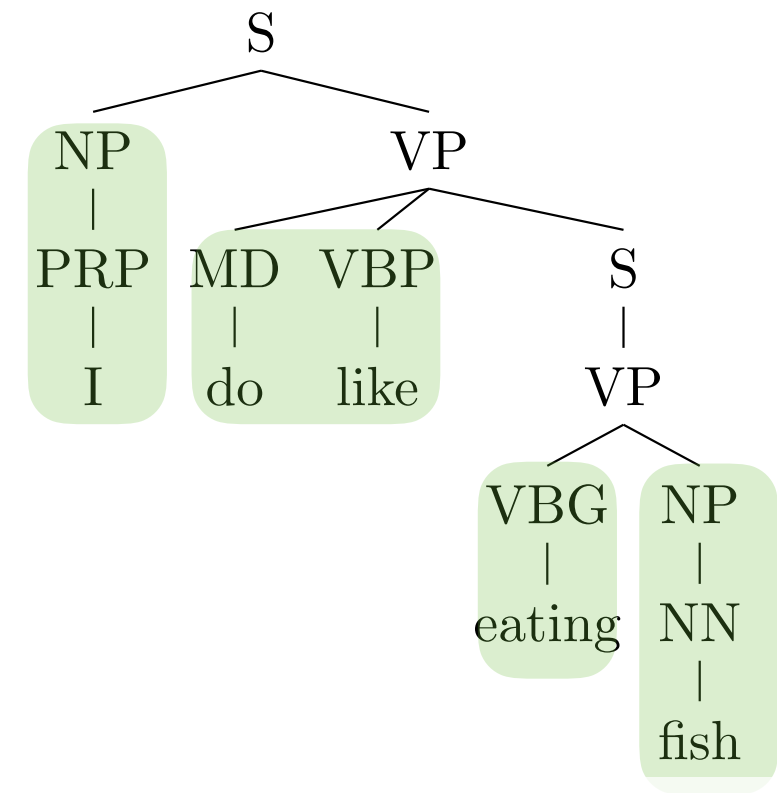 S
NP VP
PRP MD VBP S
I do like VP
VBG NP
eating NN
fish